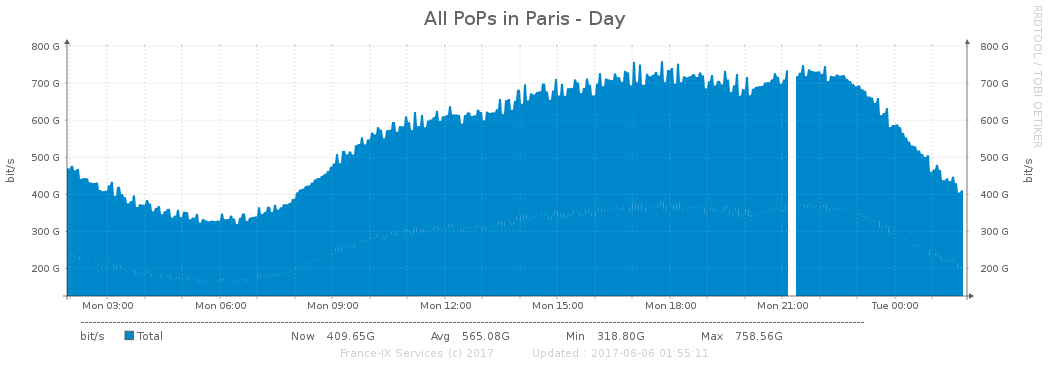 All PoPs in Paris - Day
RRDTOOL / TOBI OETIKER
800 G 800 G
700 G 700 G
600 G 600 G
500 G 500 G
400 G 400 G
300 G 300 G
200 G 200 G
bit/s bit/s
Mon 03:00 Mon 06:00 Mon 09:00 Mon 12:00 Mon 15:00 Mon 18:00 Mon 21:00 Tue 00:00
bit/s Total Now 409.65G Avg 565.08G Min 318.80G Max 758.56G
France-IX Services (c) 2017 Updated : 2017-06-06 01:55:11